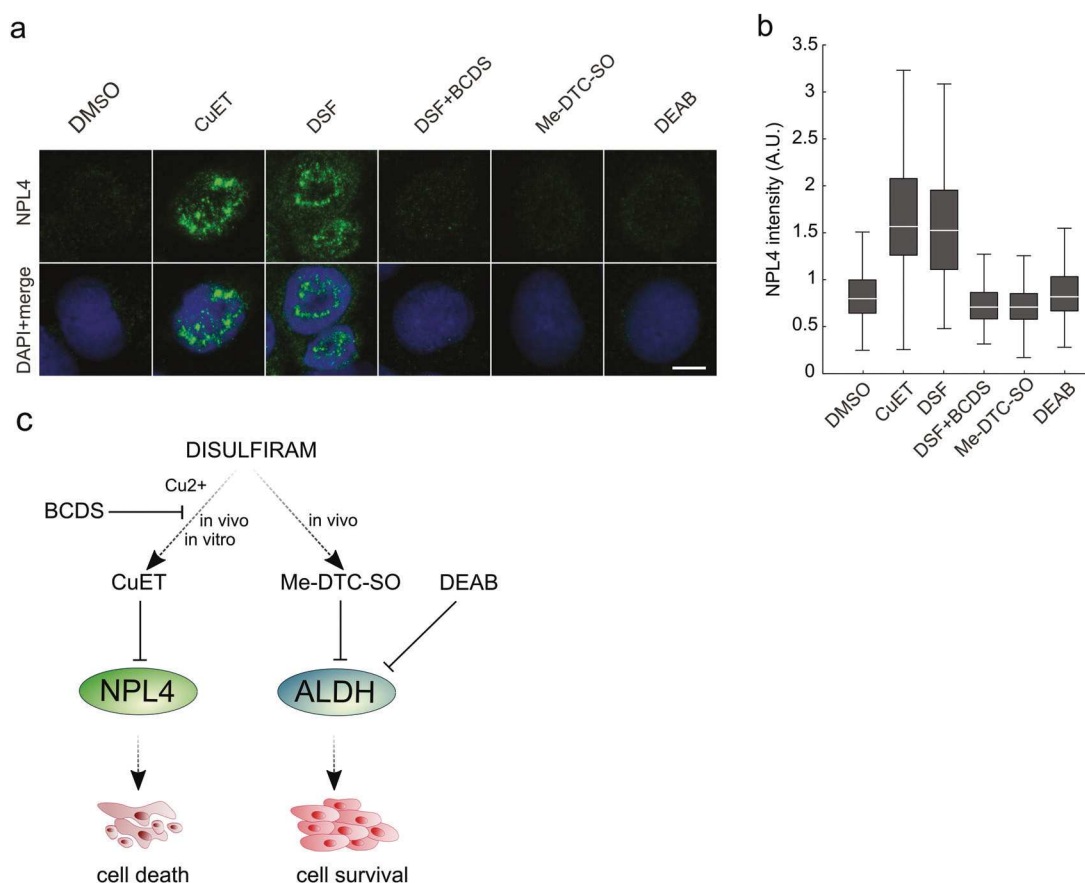 a
DMSO
CuET
DSF
DSF+BCDS
Me-DTC-SO
DEAB
NPL4
DAPI+merge
b
NPL4 intensity (A.U.)
3.5
3
2.5
2
1.5
1
0.5
0
DMSO
CuET
DSF
DSF+BCDS
Me-DTC-SO
DEAB
c
DISULFIRAM
Cu2+
BCDS
in vivo
in vitro
in vivo
CuET
Me-DTC-SO
DEAB
NPL4
ALDH
cell death
cell survival